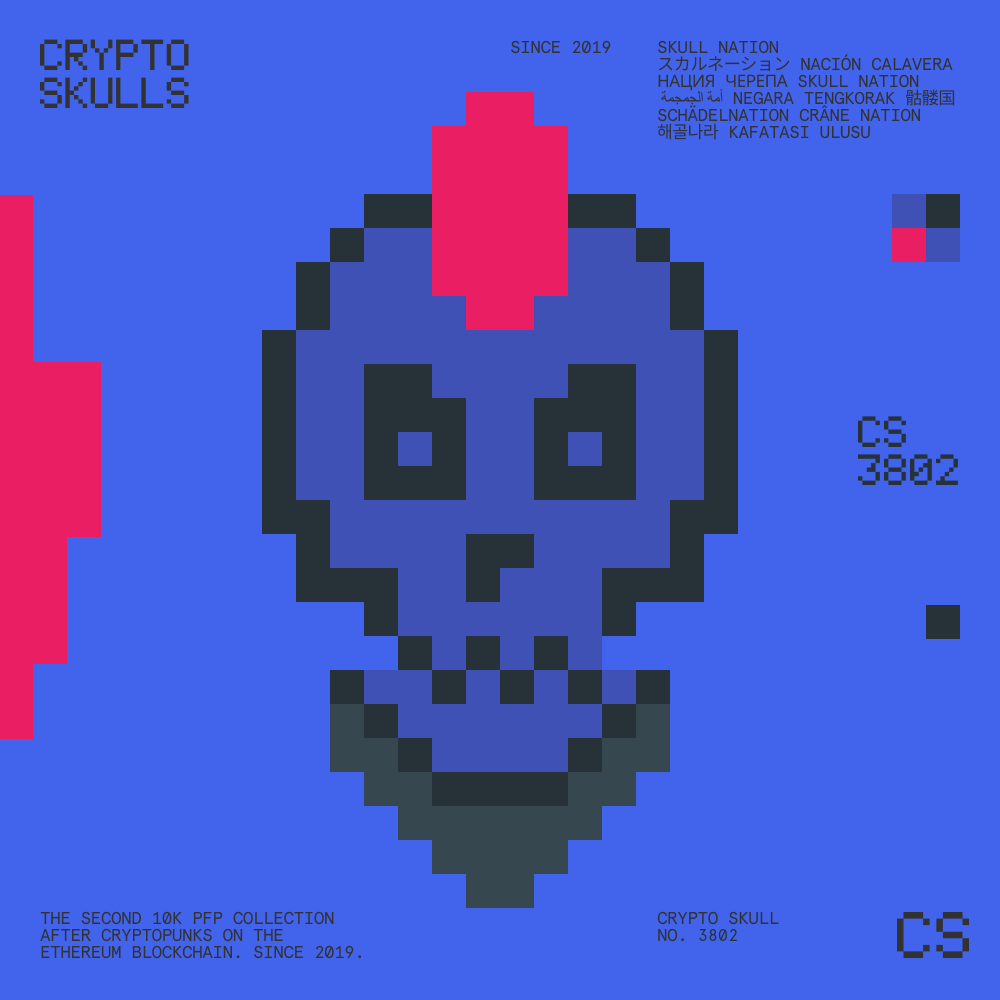 CRYPTO
SKULLS
SINCE 2019
SKULL NATION
スカルネーション NACIÓN CALAVERA
НАЦИЯ ЧЕРЕПА SKULL NATION
أمة الجمجمة NEGARA TENGKORAK 骷髅国
SCHÄDELNATION CRÂNE NATION
해골나라 KAFATASI ULUSU
CS
3802
THE SECOND 10K PFP COLLECTION
AFTER CRYPTOPUNKS ON THE
ETHEREUM BLOCKCHAIN. SINCE 2019.
CRYPTO SKULL
NO. 3802
CS